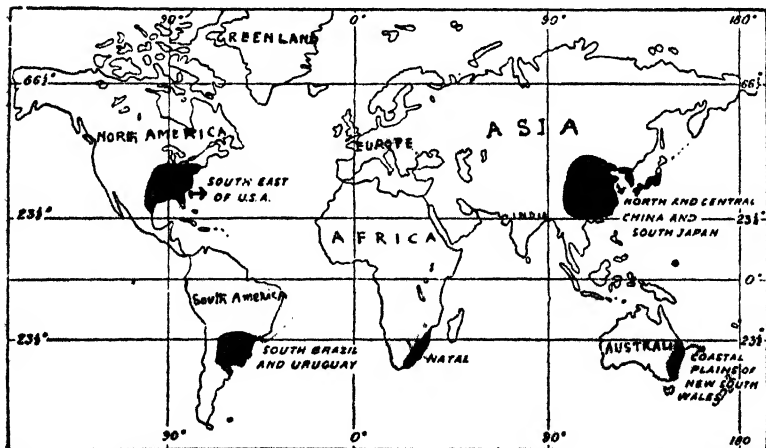 90° 0° 90° 180°
GREENLAND
66½° 66½
NORTH AMERICA
ASIA
EUROPE
SOUTH EAST
OF U.S.A.
NORTH AND CENTRAL
CHINA AND
SOUTH JAPAN
23½° INDIA 23½°
AFRICA
0°
South America
23½° 23½°
SOUTH BRAZIL
AND URUGUAY
NATAL
AUSTRALIA
COASTAL
PLAINS OF
NEW SOUTH
WALES
90° 0° 90° 180